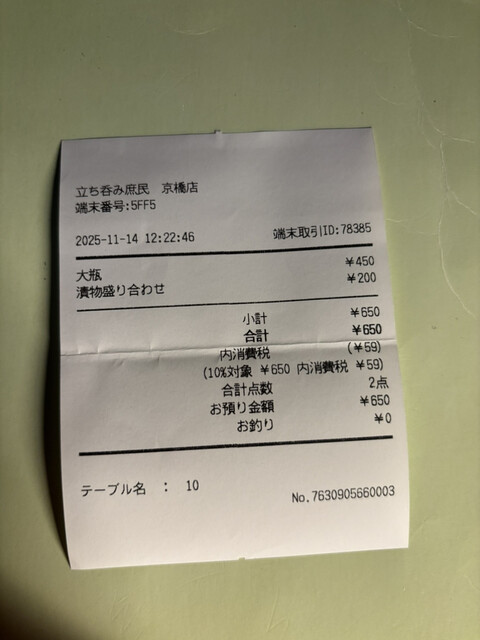 立ち呑み庶民 京橋店
端末番号:5FF5
2025-11-14 12:22:46 端末取引ID:78385
大瓶 ¥450
漬物盛り合わせ ¥200
小計 ¥650
合計 ¥650
内消費税 (¥59)
(10%対象 ¥650 内消費税 ¥59)
合計点数 2点
お預り金額 ¥650
お釣り ¥0
テーブル名 : 10
No.7630905660003